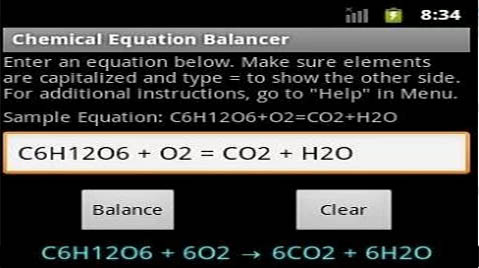 8:34
Chemical Equation Balancer
Enter an equation below. Make sure elements
are capitalized and type = to show the other side.
For additional instructions, go to "Help" in Menu.
Sample Equation: C6H12O6+O2=CO2+H2O
C6H12O6 + O2 = CO2 + H2O
Balance Clear
C6H12O6 + 6O2 → 6CO2 + 6H2O